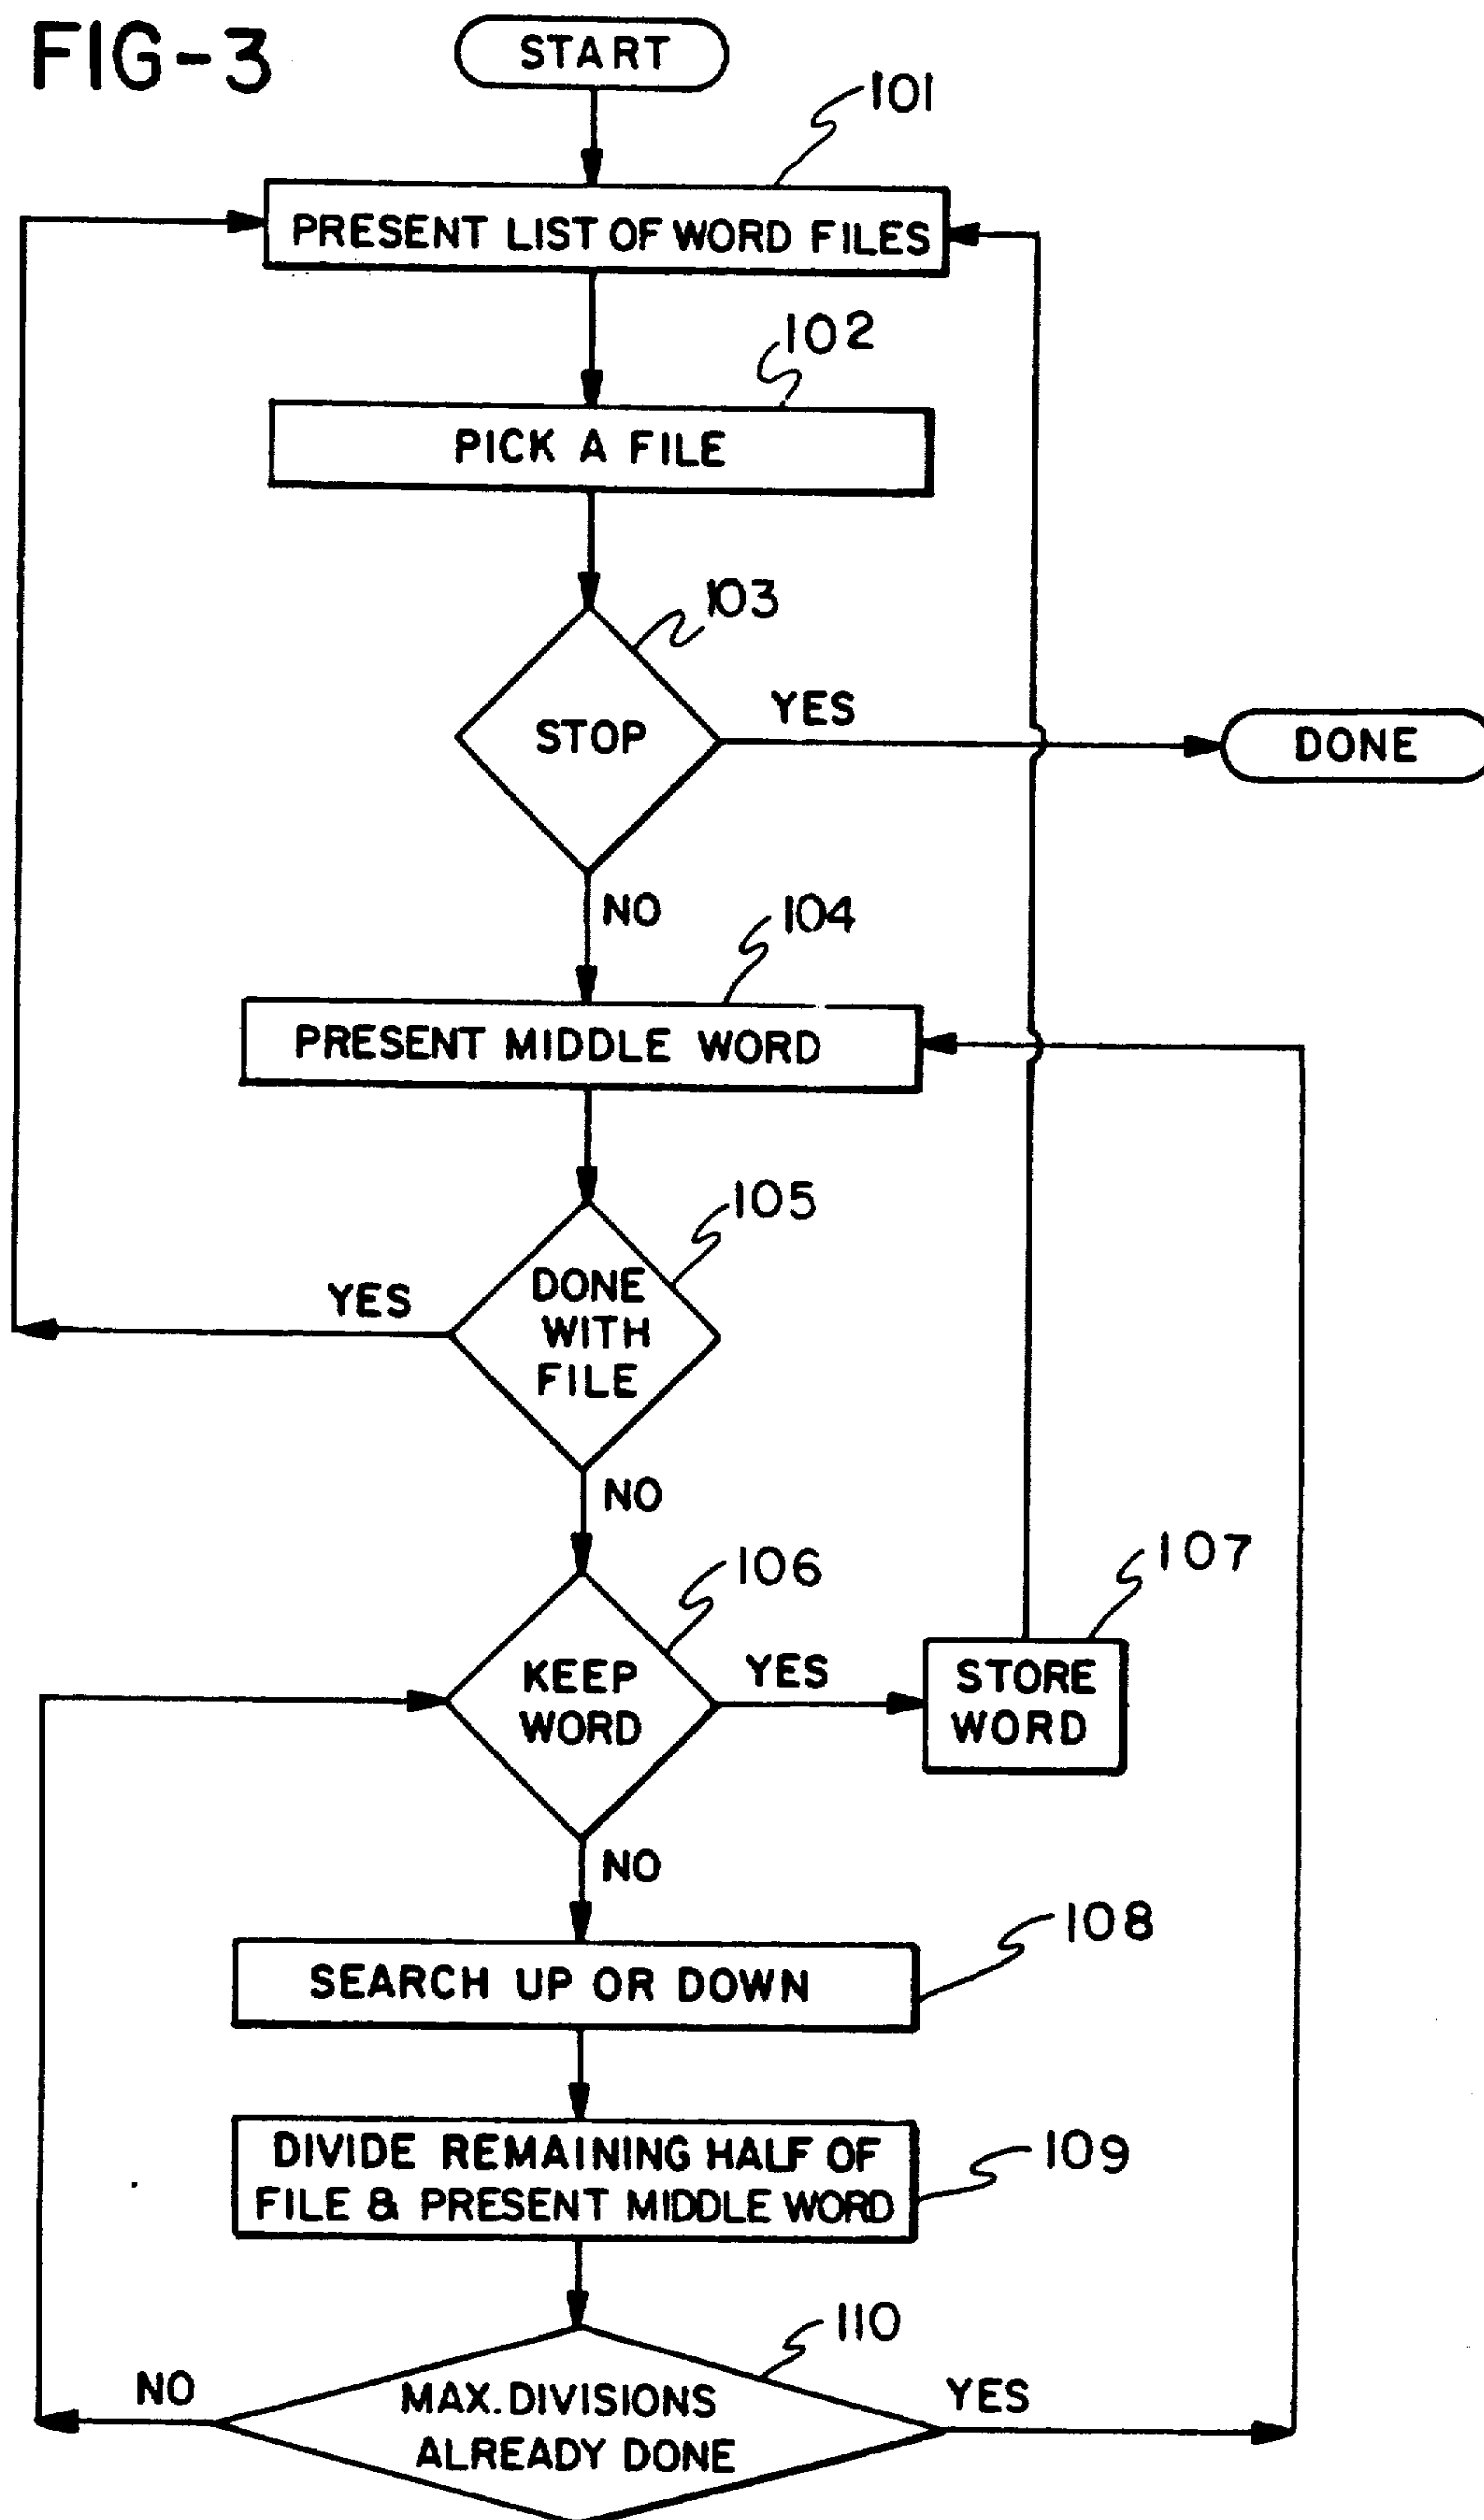 FIG-3
START
101
PRESENT LIST OF WORD FILES
102
PICK A FILE
103
STOP
YES
DONE
NO
104
PRESENT MIDDLE WORD
105
DONE
WITH
FILE
YES
NO
106
KEEP
WORD
YES
107
STORE
WORD
NO
108
SEARCH UP OR DOWN
109
DIVIDE REMAINING HALF OF
FILE & PRESENT MIDDLE WORD
110
MAX. DIVISIONS
ALREADY DONE
NO
YES